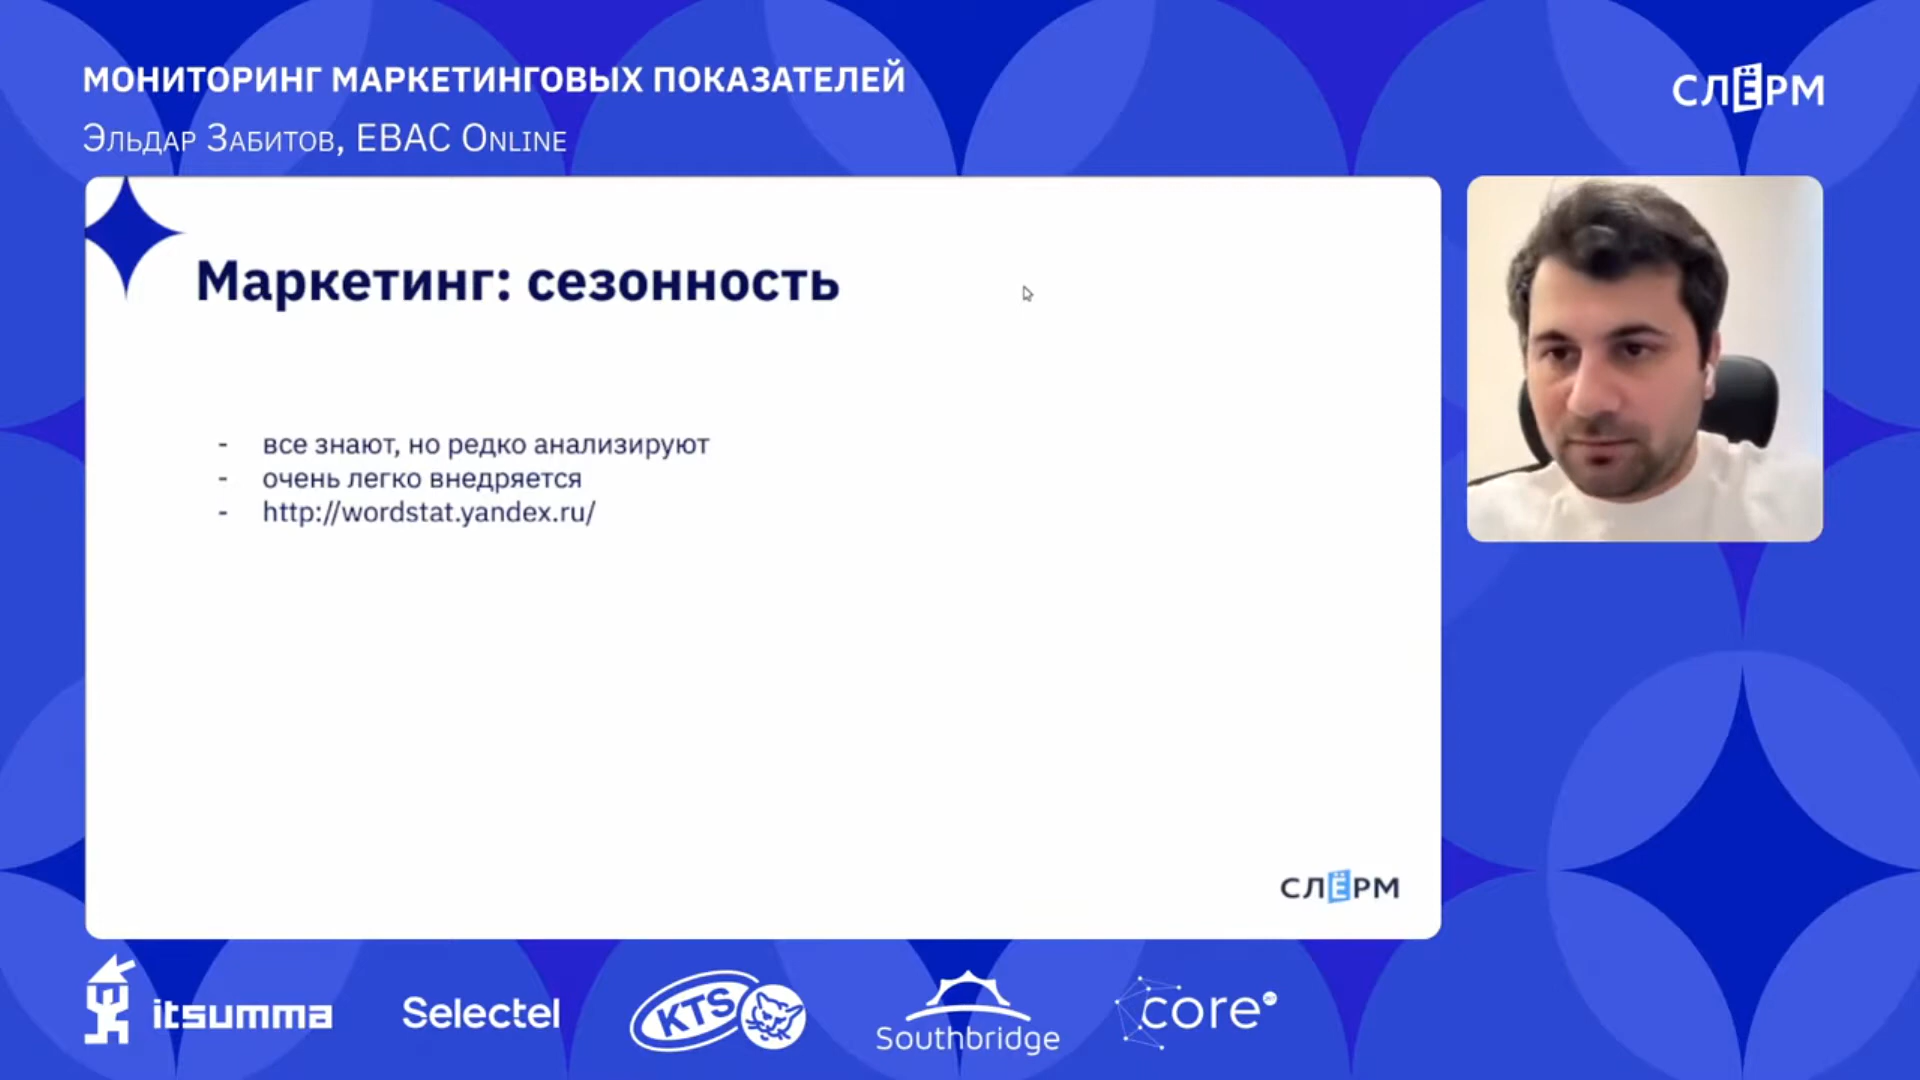 МОНИТОРИНГ МАРКЕТИНГОВЫХ ПОКАЗАТЕЛЕЙ
Эльдар Забитов, EBAC Online
СЛЁРМ
Маркетинг: сезонность
- все знают, но редко анализируют
- очень легко внедряется
- http://wordstat.yandex.ru/
СЛЁРМ
itsumma
Selectel
KTS
Southbridge
core